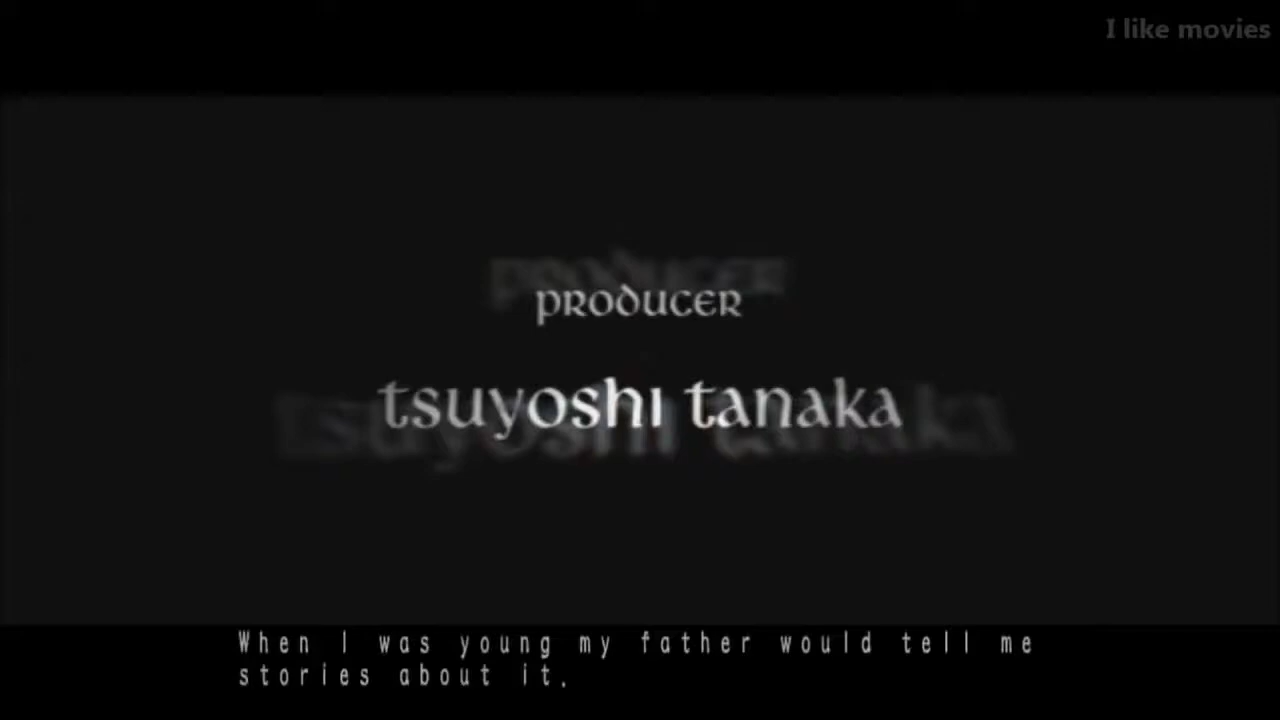 I like movies
PRODUCER
tsuyoshi tanaka
When I was young my father would tell me
stories about it.